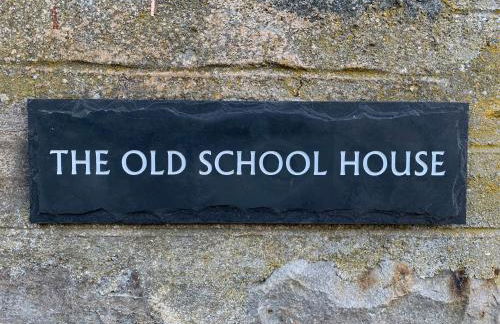 THE OLD SCHOOL HOUSE